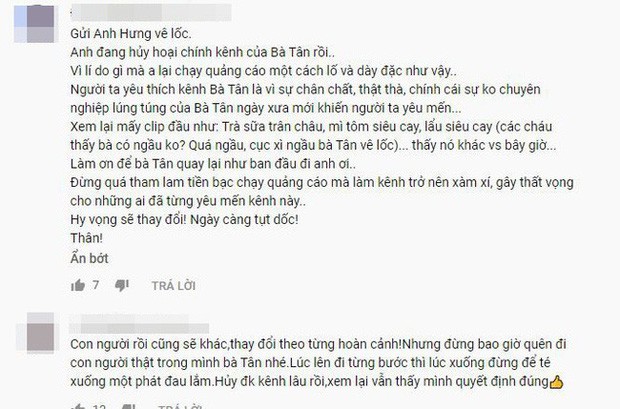 Gửi Anh Hưng vê lốc.
Anh đang hủy hoại chính kênh của Bà Tân rồi..
Vì lí do gì mà a lại chạy quảng cáo một cách lố và dày đặc như vậy..
Người ta yêu thích kênh Bà Tân là vì sự chân chất, thật thà, chính cái sự ko chuyên
nghiệp lúng túng của Bà Tân ngày xưa mới khiến người ta yêu mến...
Xem lại mấy clip đầu như: Trà sữa trân châu, mì tôm siêu cay, lẩu siêu cay (các cháu
thấy bà có ngầu ko? Quá ngầu, cục xì ngầu bà Tân vê lốc)... thấy nó khác vs bây giờ...
Làm ơn để bà Tân quay lại như ban đầu đi anh ơi..
Đừng quá tham lam tiền bạc chạy quảng cáo mà làm kênh trở nên xàm xí, gây thất vọng
cho những ai đã từng yêu mến kênh này..
Hy vọng sẽ thay đổi! Ngày càng tụt dốc!
Thân!
Ẩn bớt
7 TRẢ LỜI
Con người rồi cũng sẽ khác,thay đổi theo từng hoàn cảnh!Nhưng đừng bao giờ quên đi
con người thật trong mình bà Tân nhé.Lúc lên đi từng bước thì lúc xuống đừng để té
xuống một phát đau lắm.Hủy đk kênh lâu rồi,xem lại vẫn thấy mình quyết định đúng👍
12 TRẢ LỜI